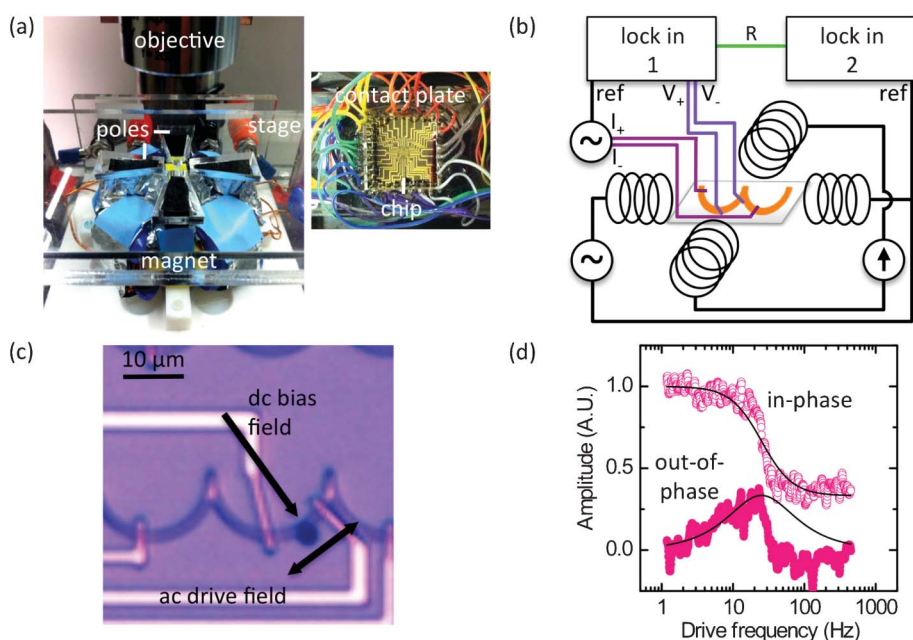 (a)
objective
poles
stage
magnet
contact plate
chip
(b)
lock in
1
R
lock in
2
ref
V+
V-
ref
I+
I-
~
~
(c)
10 μm
dc bias
field
ac drive field
(d)
1.0
0.5
0.0
Amplitude (A.U.)
in-phase
out-of-
phase
1
10
100
1000
Drive frequency (Hz)